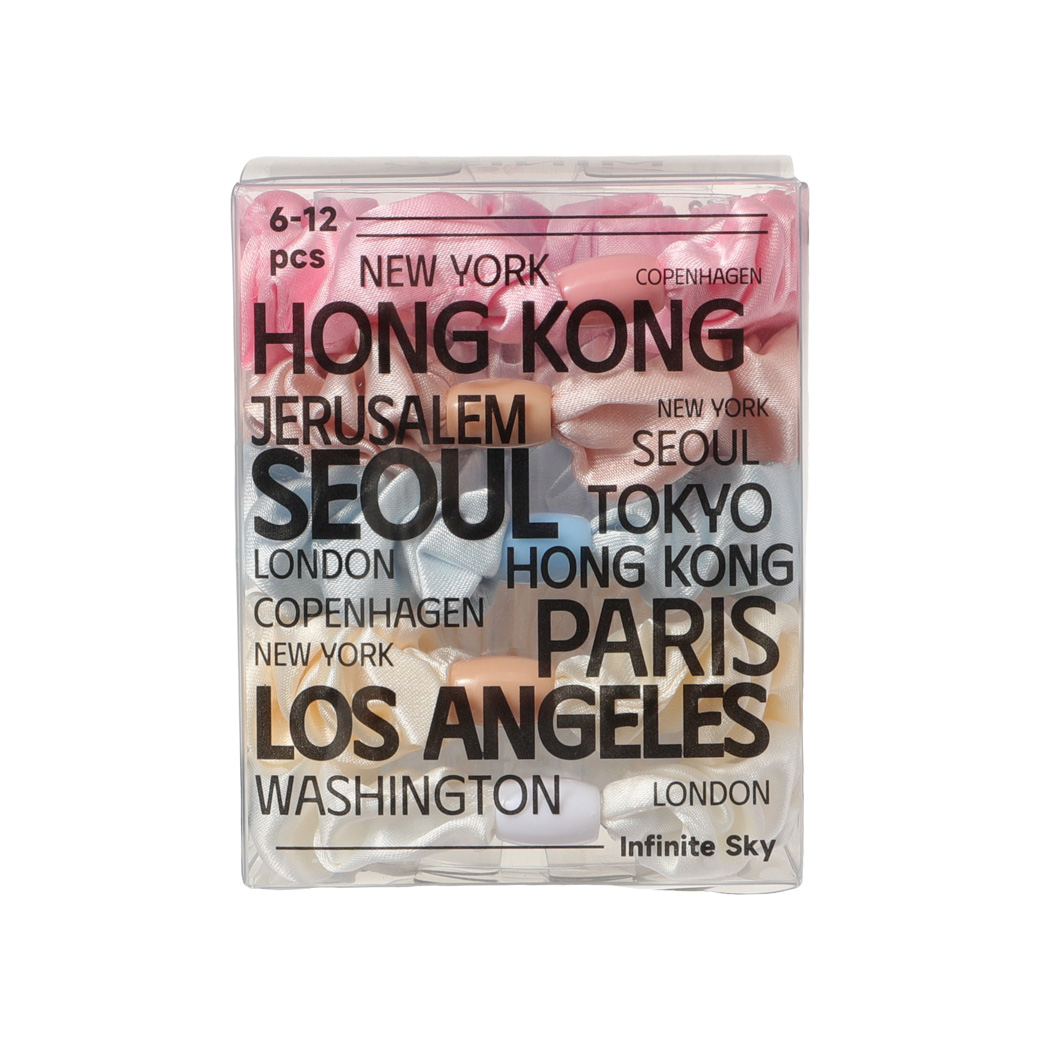 6-12
pcs
NEW YORK
COPENHAGEN
HONG KONG
JERUSALEM
NEW YORK
SEOUL
SEOUL
TOKYO
LONDON
HONG KONG
COPENHAGEN
PARIS
NEW YORK
LOS ANGELES
WASHINGTON
LONDON
Infinite Sky